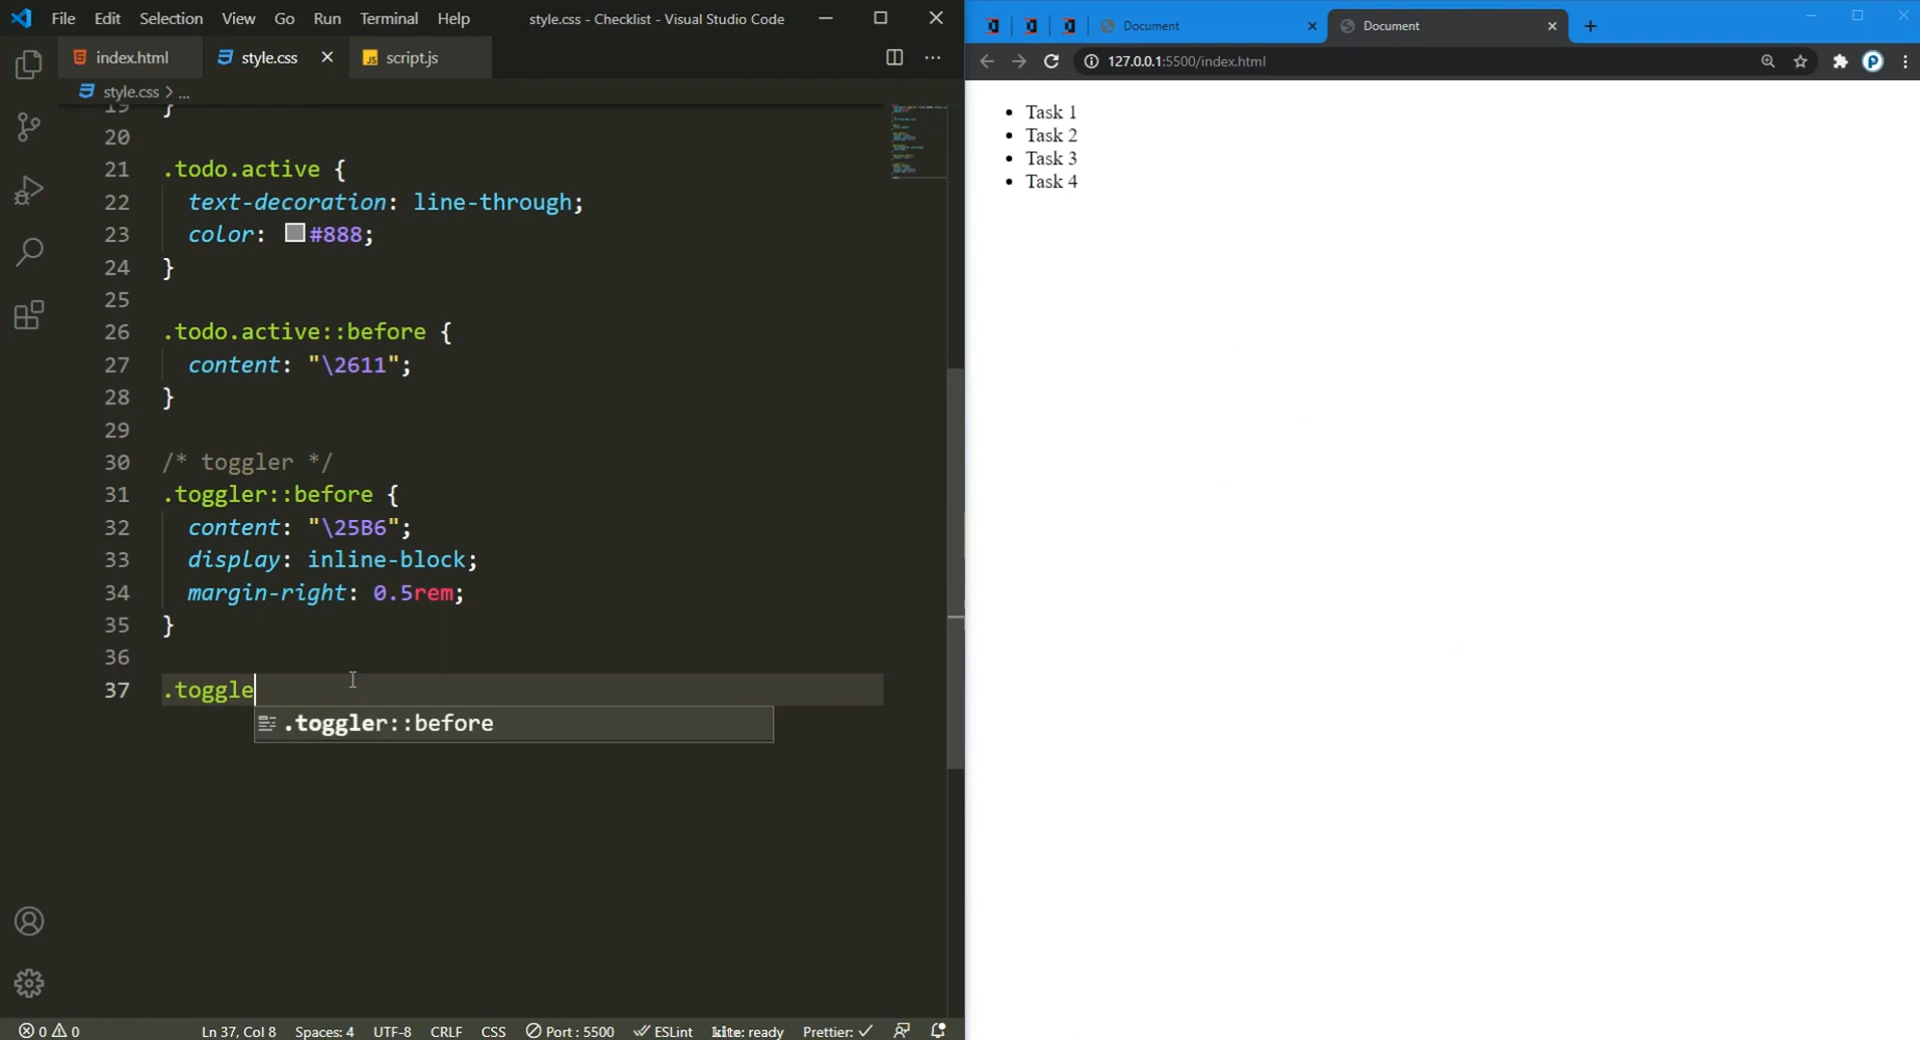 File Edit Selection View Go Run Terminal Help style.css - Checklist - Visual Studio Code
index.html style.css script.js
style.css > ...
19 }
20
21 .todo.active {
22 text-decoration: line-through;
23 color: #888;
24 }
25
26 .todo.active::before {
27 content: "\2611";
28 }
29
30 /* toggler */
31 .toggler::before {
32 content: "\25B6";
33 display: inline-block;
34 margin-right: 0.5rem;
35 }
36
37 .toggle
.toggler::before
0 0 Ln 37, Col 8 Spaces: 4 UTF-8 CRLF CSS Port : 5500 ESLint kite: ready Prettier: ✓
Document Document
127.0.0.1:5500/index.html P
• Task 1
• Task 2
• Task 3
• Task 4